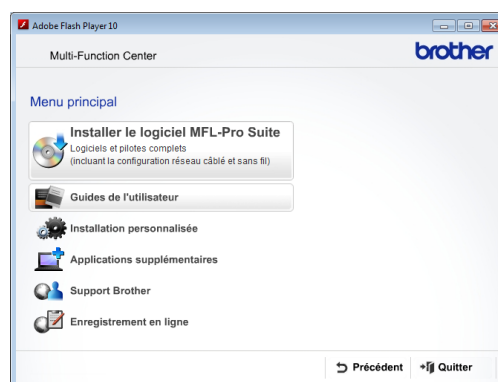 Adobe Flash Player 10
Multi-Function Center
brother
Menu principal
Installer le logiciel MFL-Pro Suite
Logiciels et pilotes complets
(incluant la configuration réseau câblé et sans fil)
Guides de l'utilisateur
Installation personnalisée
Applications supplémentaires
Support Brother
Enregistrement en ligne
Précédent
Quitter